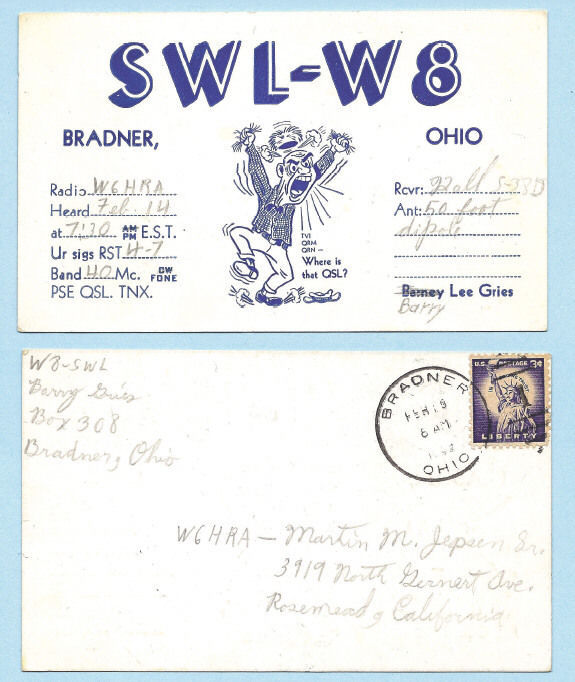 SWL-W8
BRADNER, OHIO
Radio W6HRA
Heard Feb 14
at 7:30 AM PM E.S.T.
Ur sigs RST 4-7
Band 40 Mc. CW FONE
PSE QSL. TNX.
TVI
QRM
QRN—
Where is
that QSL?
Rcvr: Hall S-38D
Ant: 50 foot
dipole
Barney Lee Gries
Barry
W8-SWL
Barry Gries
Box 308
Bradner, Ohio
BRADNER
FEB 18
6 AM
OHIO
U.S. POSTAGE 3¢
LIBERTY
W6HRA — Martin M. Jepsen Sr.
3919 North Gernert Ave.
Rosemead, California